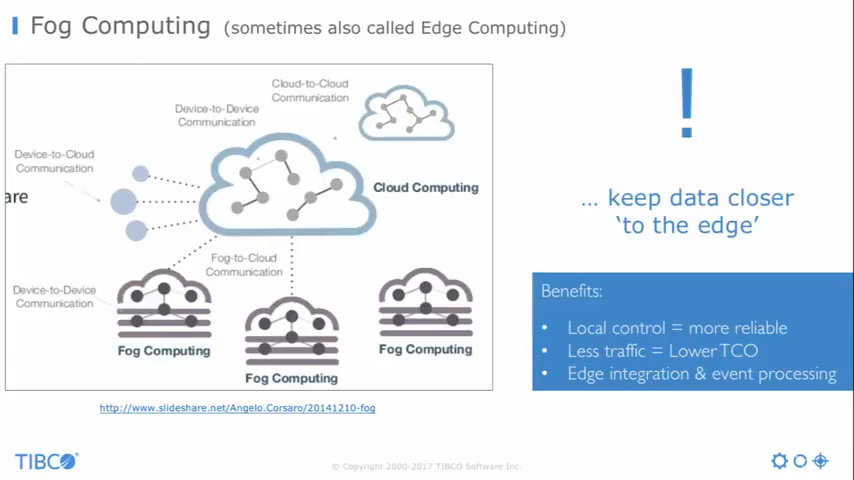 Fog Computing (sometimes also called Edge Computing)
Cloud-to-Cloud
Communication
Device-to-Device
Communication
Device-to-Cloud
Communication
are
Cloud Computing
Fog-to-Cloud
Communication
Device-to-Device
Communication
Fog Computing
Fog Computing
Fog Computing
http://www.slideshare.net/Angelo.Corsaro/20141210-fog
!
... keep data closer
‘to the edge’
Benefits:
• Local control = more reliable
• Less traffic = Lower TCO
• Edge integration & event processing
TIBCO
© Copyright 2000-2017 TIBCO Software Inc.